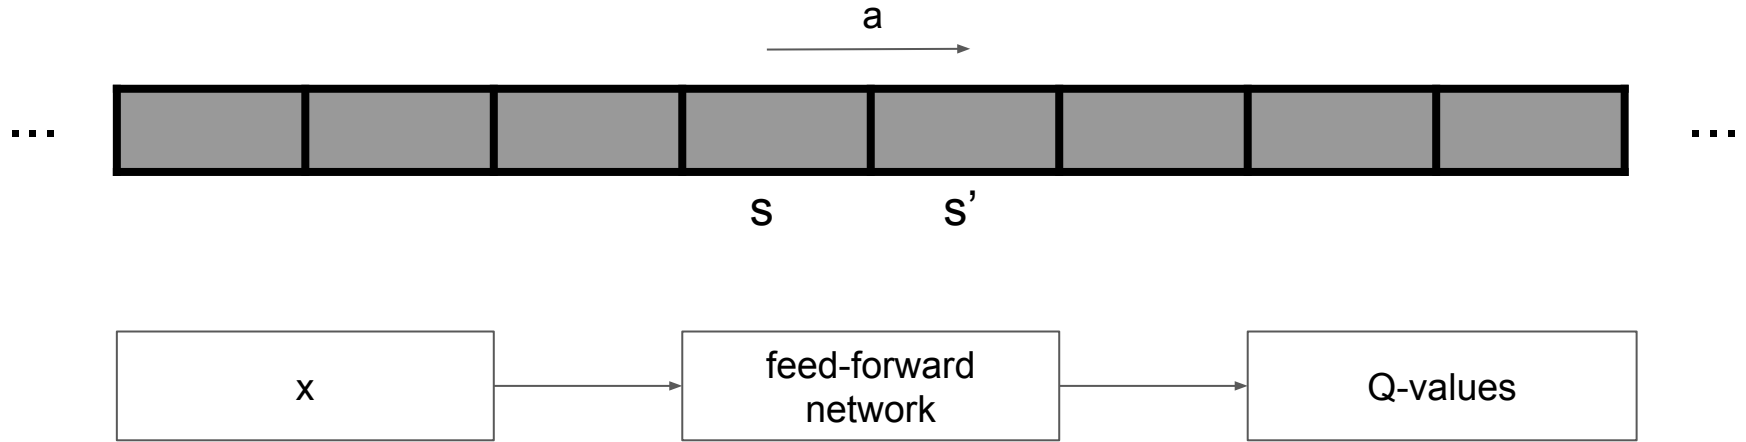 a
...
...
s
s’
x
feed-forward
network
Q-values